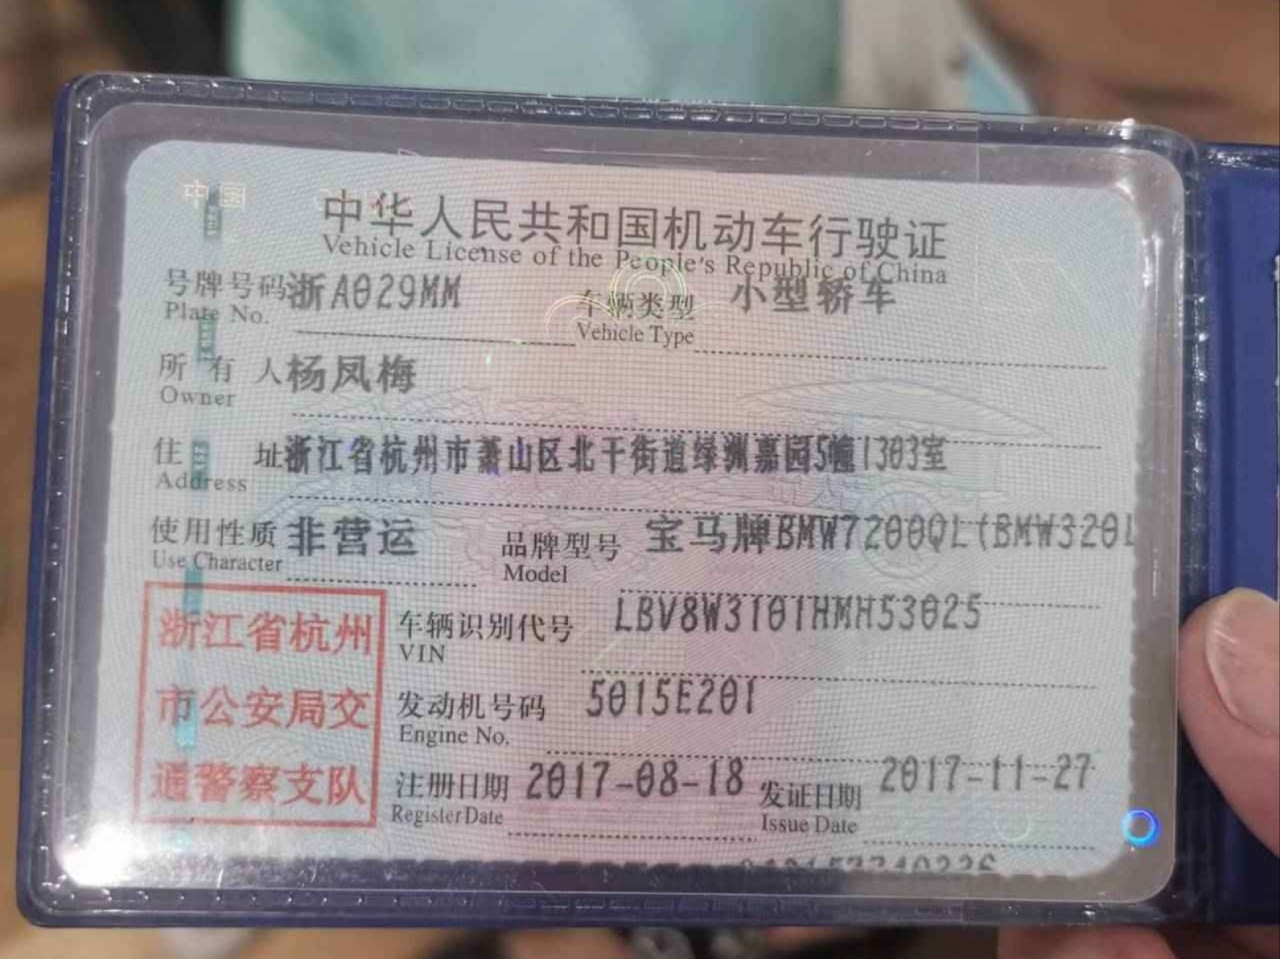 中国
中华人民共和国机动车行驶证
Vehicle License of the People's Republic of China
号牌号码 浙A029MM 车辆类型 小型轿车
Plate No. Vehicle Type
所有人 杨凤梅
Owner
住址 浙江省杭州市萧山区北干街道绿洲嘉园5幢1303室
Address
使用性质 非营运 品牌型号 宝马牌BMW7200QL(BMW320L
Use Character Model
浙江省杭州
市公安局交
通警察支队
车辆识别代号 LBV8W3101HMH53025
VIN
发动机号码 5015E201
Engine No.
注册日期 2017-08-18 发证日期 2017-11-27
Register Date Issue Date